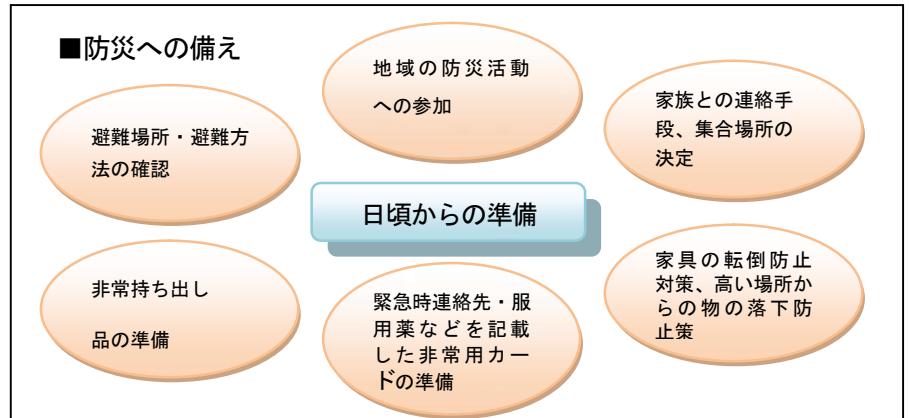 ■防災への備え
地域の防災活動
への参加
家族との連絡手
段、集合場所の
決定
避難場所・避難方
法の確認
日頃からの準備
非常持ち出し
品の準備
緊急時連絡先・服
用薬などを記載
した非常用カー
ドの準備
家具の転倒防止
対策、高い場所か
らの物の落下防
止策